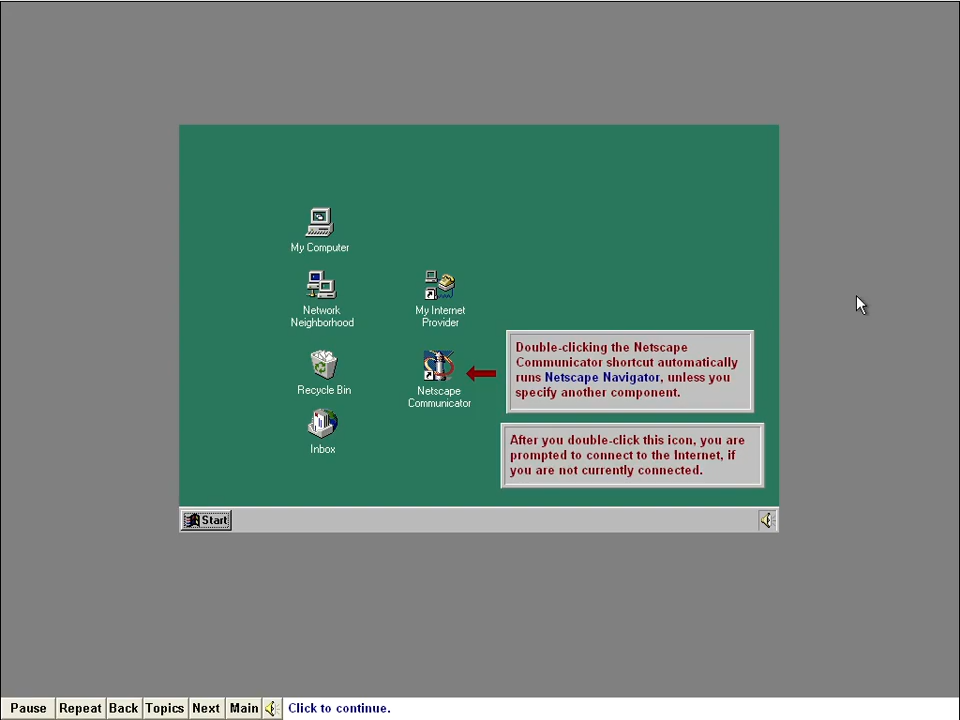 My Computer
Network
Neighborhood
My Internet
Provider
Recycle Bin
Netscape
Communicator
Inbox
Double-clicking the Netscape
Communicator shortcut automatically
runs Netscape Navigator, unless you
specify another component.
After you double-click this icon, you are
prompted to connect to the Internet, if
you are not currently connected.
Start
Pause Repeat Back Topics Next Main Click to continue.